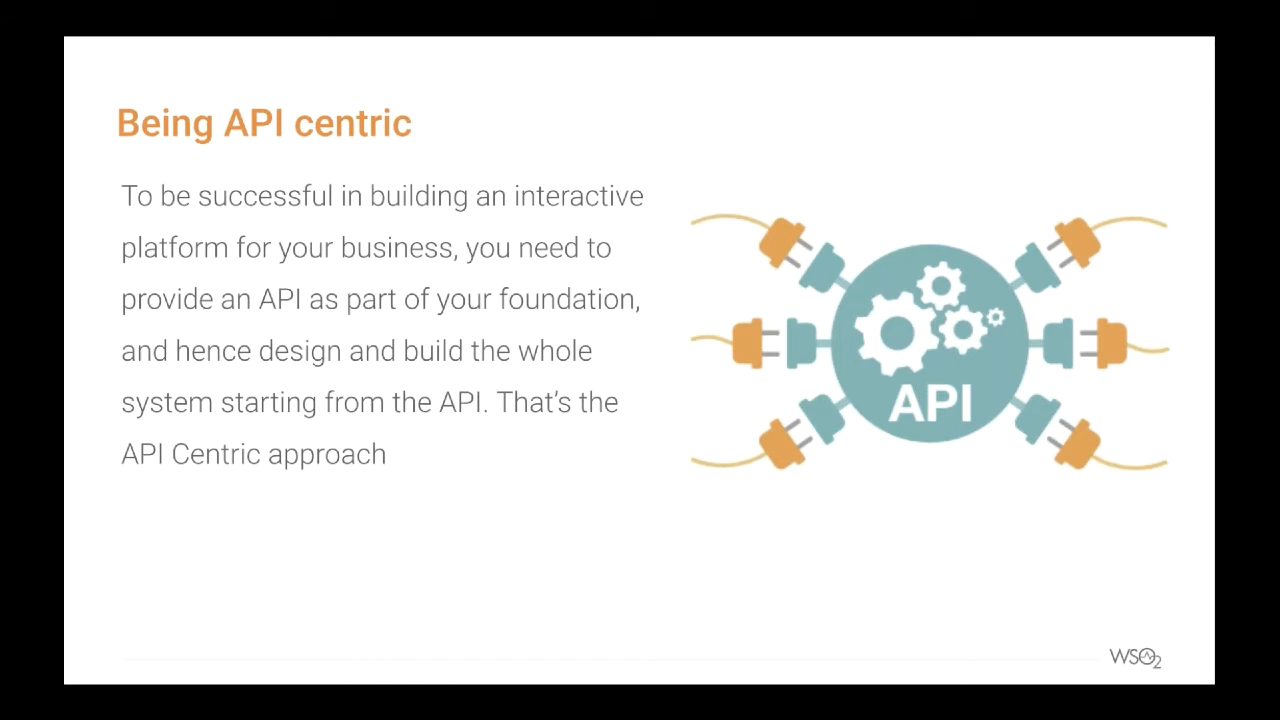 Being API centric
To be successful in building an interactive
platform for your business, you need to
provide an API as part of your foundation,
and hence design and build the whole
system starting from the API. That's the
API Centric approach
API
WSO2